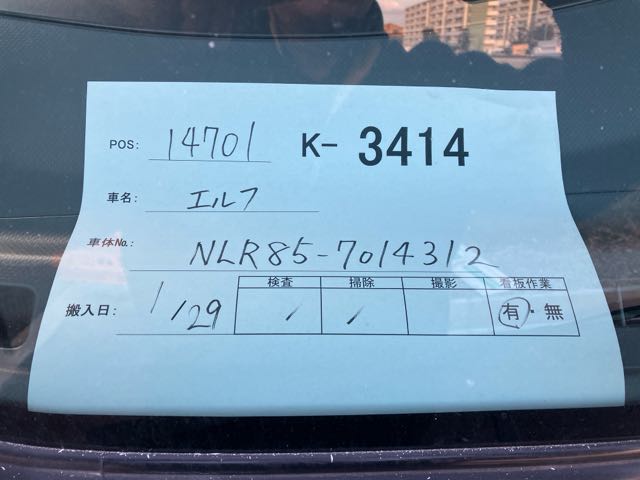 POS: 14701 K- 3414
車名: エルフ
車体No.: NLR85-7014312
検査 掃除 撮影 看板作業
搬入日: 1/29 有・無